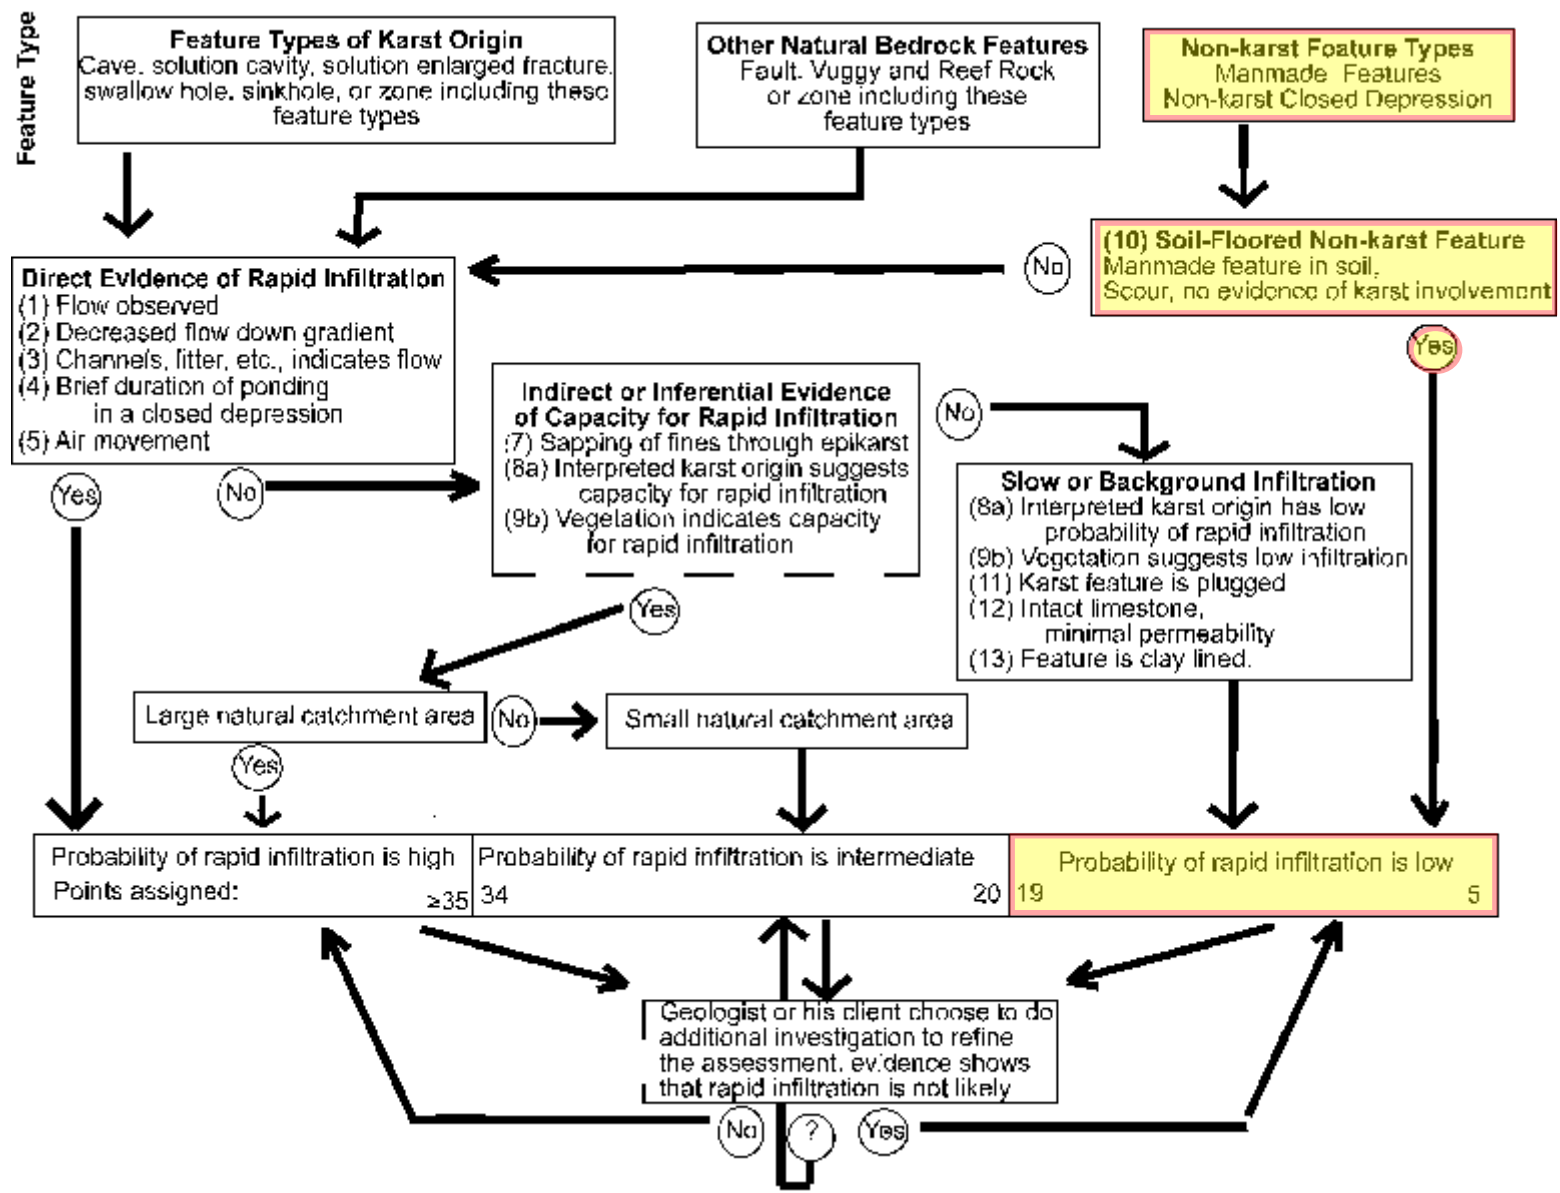 Feature Type
Feature Types of Karst Origin
Cave, solution cavity, solution enlarged fracture,
swallow hole, sinkhole, or zone including these
feature types
Other Natural Bedrock Features
Fault, Vuggy and Reef Rock
or zone including these
feature types
Non-karst Feature Types
Manmade Features
Non-karst Closed Depression
(10) Soil-Floored Non-karst Feature
Manmade feature in soil,
Scour, no evidence of karst involvement
No
Yes
Direct Evidence of Rapid Infiltration
(1) Flow observed
(2) Decreased flow down gradient
(3) Channels, litter, etc., indicates flow
(4) Brief duration of ponding
in a closed depression
(5) Air movement
Yes
No
Indirect or Inferential Evidence
of Capacity for Rapid Infiltration
(7) Sapping of fines through epikarst
(8a) Interpreted karst origin suggests
capacity for rapid infiltration
(9b) Vegetation indicates capacity
for rapid infiltration
No
Yes
Slow or Background Infiltration
(8a) Interpreted karst origin has low
probability of rapid infiltration
(9b) Vegetation suggests low infiltration
(11) Karst feature is plugged
(12) Intact limestone,
minimal permeability
(13) Feature is clay lined.
Large natural catchment area
No
Small natural catchment area
Yes
Probability of rapid infiltration is high
Points assigned: ≥35
Probability of rapid infiltration is intermediate
34 20
Probability of rapid infiltration is low
19 5
Geologist or his client choose to do
additional investigation to refine
the assessment, evidence shows
that rapid infiltration is not likely
No
?
Yes